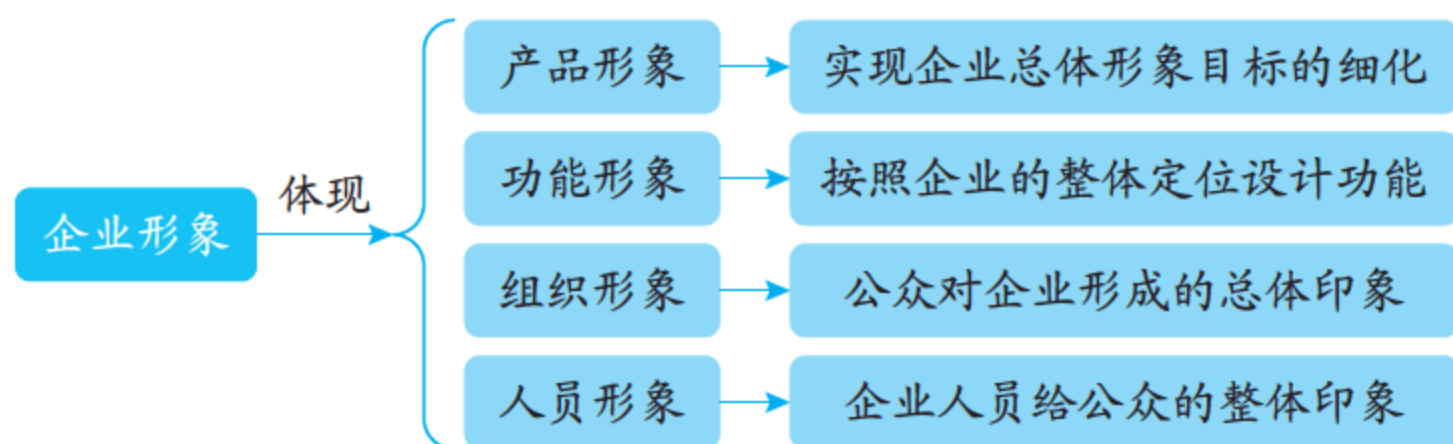 企业形象
体现
产品形象
实现企业总体形象目标的细化
功能形象
按照企业的整体定位设计功能
组织形象
公众对企业形成的总体印象
人员形象
企业人员给公众的整体印象